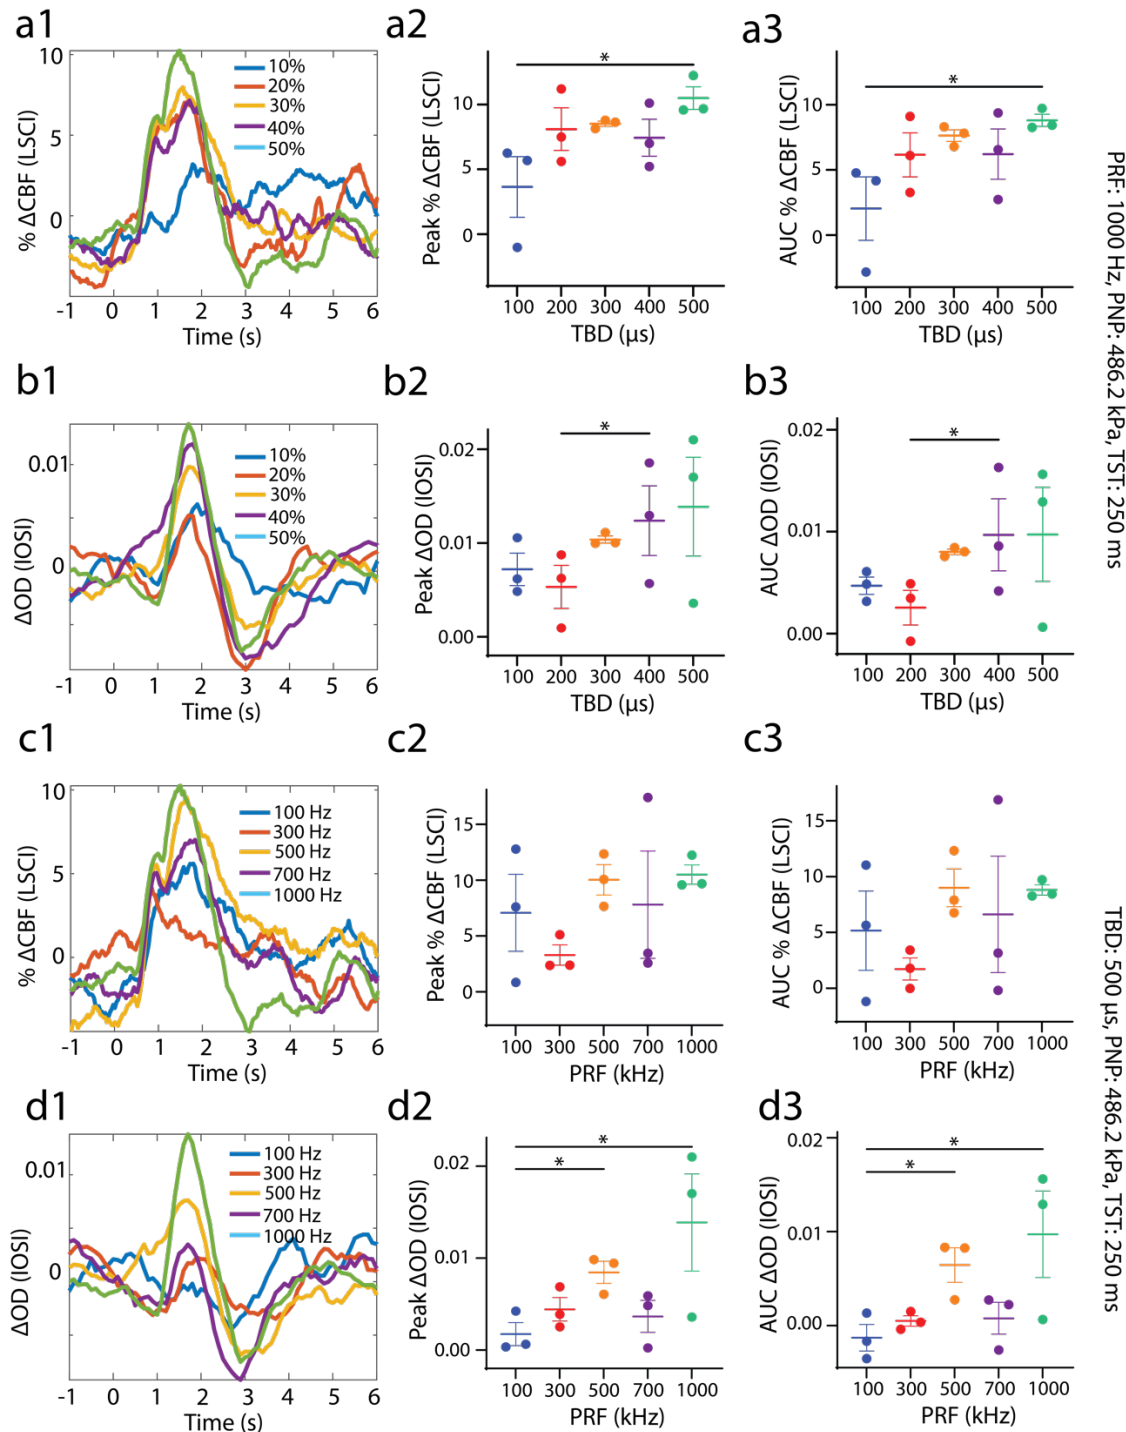 a1
% ΔCBF (LSCI)
10
5
0
10%
20%
30%
40%
50%
-1 0 1 2 3 4 5 6
Time (s)
a2
Peak % ΔCBF (LSCI)
10
5
0
*
100 200 300 400 500
TBD (µs)
a3
AUC % ΔCBF (LSCI)
10
5
0
*
100 200 300 400 500
TBD (µs)
b1
ΔOD (IOSI)
0.01
0
10%
20%
30%
40%
50%
-1 0 1 2 3 4 5 6
Time (s)
b2
Peak ΔOD (IOSI)
0.02
0.01
0.00
*
100 200 300 400 500
TBD (µs)
b3
AUC ΔOD (IOSI)
0.02
0.01
0.00
*
100 200 300 400 500
TBD (µs)
PRF: 1000 Hz, PNP: 486.2 kPa, TST: 250 ms
c1
% ΔCBF (LSCI)
10
5
0
100 Hz
300 Hz
500 Hz
700 Hz
1000 Hz
-1 0 1 2 3 4 5 6
Time (s)
c2
Peak % ΔCBF (LSCI)
15
10
5
0
100 300 500 700 1000
PRF (kHz)
c3
AUC % ΔCBF (LSCI)
15
10
5
0
100 300 500 700 1000
PRF (kHz)
d1
ΔOD (IOSI)
0.01
0
100 Hz
300 Hz
500 Hz
700 Hz
1000 Hz
-1 0 1 2 3 4 5 6
Time (s)
d2
Peak ΔOD (IOSI)
0.02
0.01
0.00
*
*
100 300 500 700 1000
PRF (kHz)
d3
AUC ΔOD (IOSI)
0.02
0.01
0.00
*
*
100 300 500 700 1000
PRF (kHz)
TBD: 500 µs, PNP: 486.2 kPa, TST: 250 ms